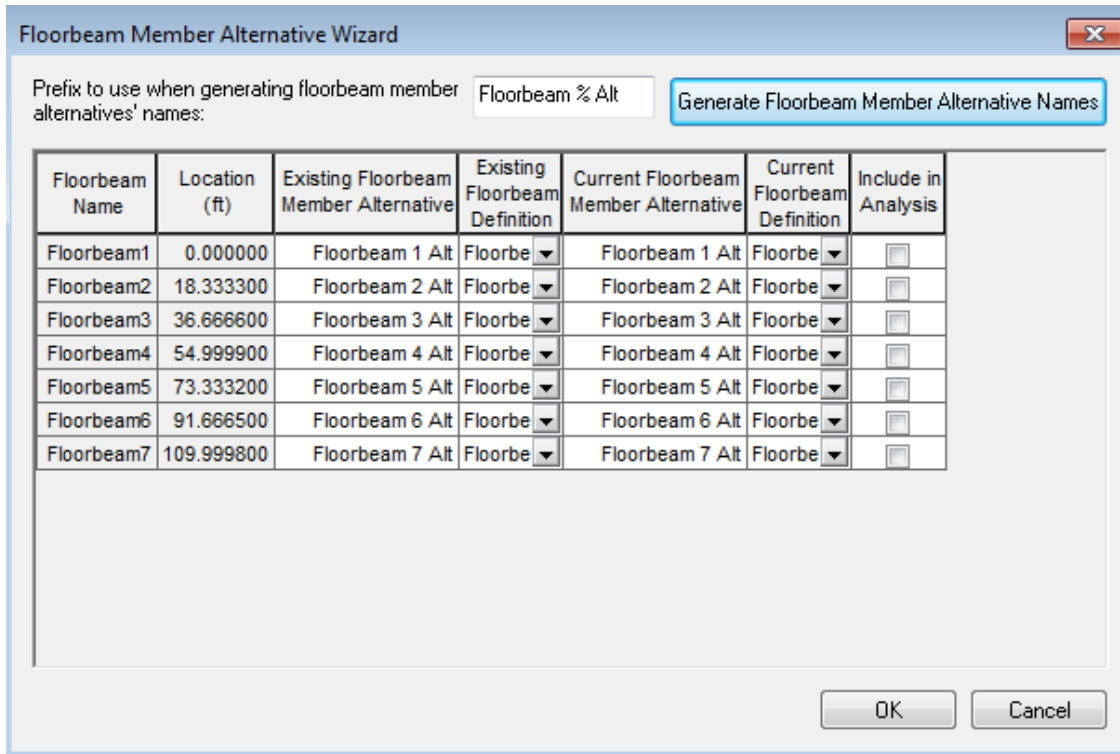 Floorbeam Member Alternative Wizard
Prefix to use when generating floorbeam member
alternatives' names:
Floorbeam % Alt
Generate Floorbeam Member Alternative Names
Floorbeam Name Location (ft) Existing Floorbeam Member Alternative Existing Floorbeam Definition Current Floorbeam Member Alternative Current Floorbeam Definition Include in Analysis
Floorbeam1 0.000000 Floorbeam 1 Alt Floorbe Floorbeam 1 Alt Floorbe
Floorbeam2 18.333300 Floorbeam 2 Alt Floorbe Floorbeam 2 Alt Floorbe
Floorbeam3 36.666600 Floorbeam 3 Alt Floorbe Floorbeam 3 Alt Floorbe
Floorbeam4 54.999900 Floorbeam 4 Alt Floorbe Floorbeam 4 Alt Floorbe
Floorbeam5 73.333200 Floorbeam 5 Alt Floorbe Floorbeam 5 Alt Floorbe
Floorbeam6 91.666500 Floorbeam 6 Alt Floorbe Floorbeam 6 Alt Floorbe
Floorbeam7 109.999800 Floorbeam 7 Alt Floorbe Floorbeam 7 Alt Floorbe
OK Cancel